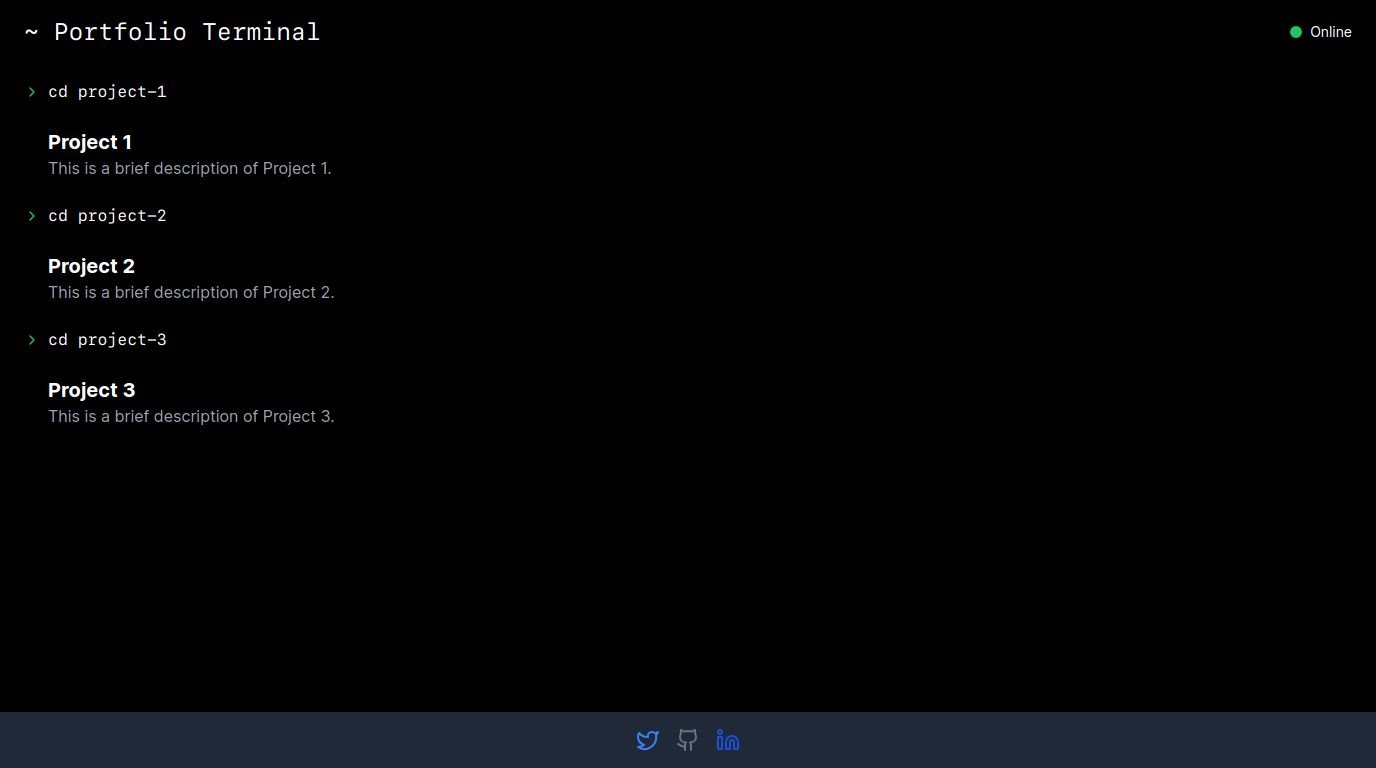 ~ Portfolio Terminal
Online
> cd project-1
Project 1
This is a brief description of Project 1.
> cd project-2
Project 2
This is a brief description of Project 2.
> cd project-3
Project 3
This is a brief description of Project 3.
in